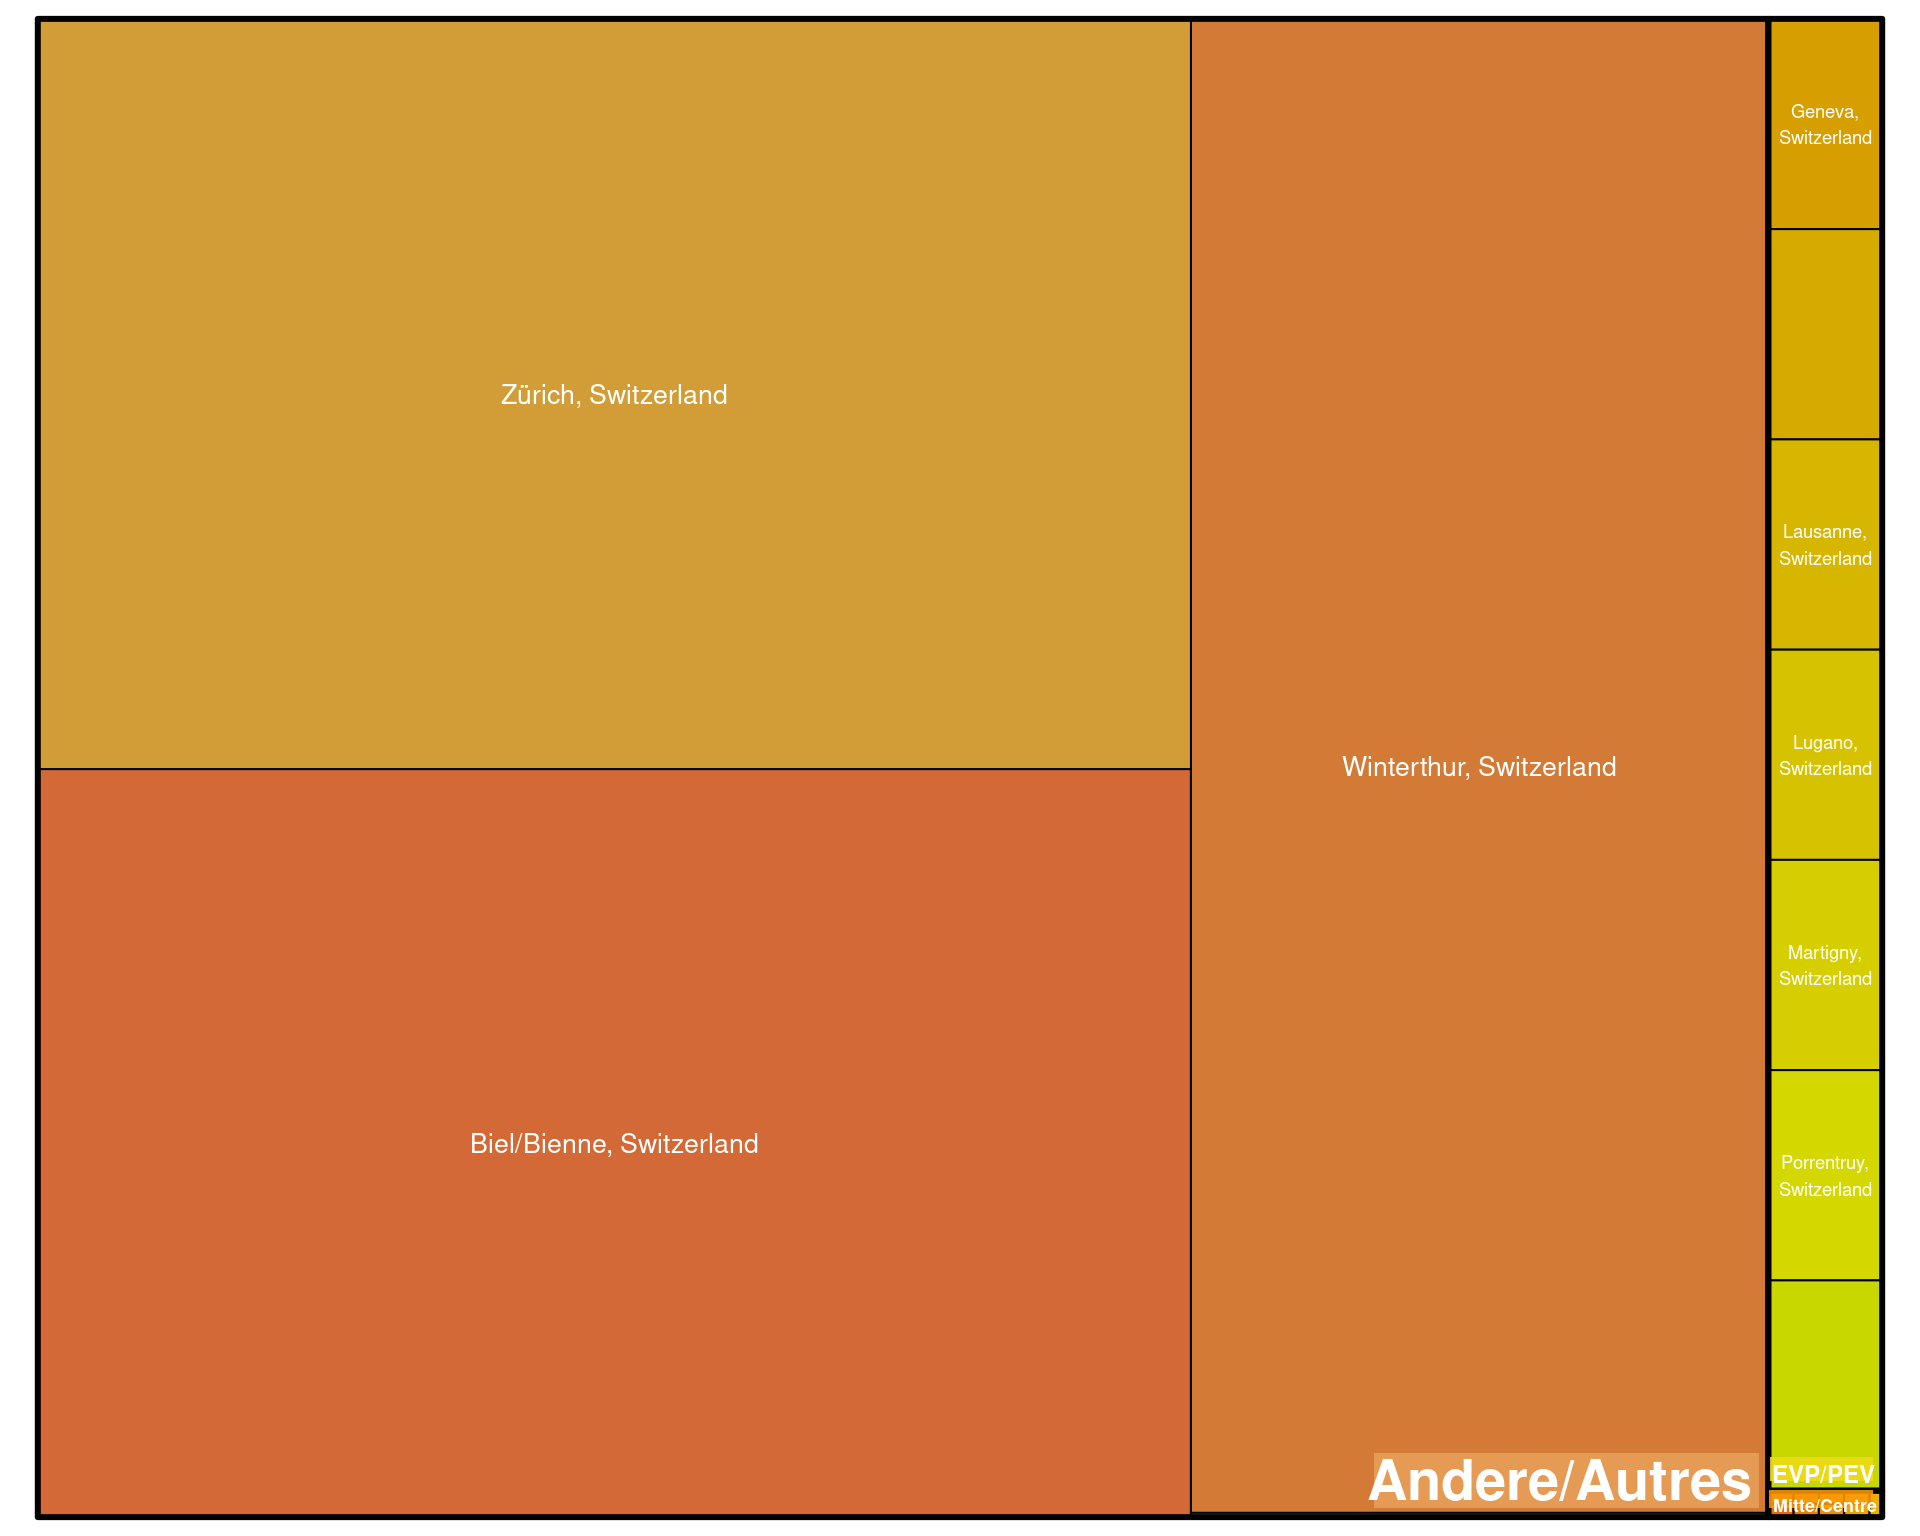 Zürich, Switzerland
Biel/Bienne, Switzerland
Winterthur, Switzerland
Andere/Autres
Geneva,
Switzerland
Lausanne,
Switzerland
Lugano,
Switzerland
Martigny,
Switzerland
Porrentruy,
Switzerland
EVP/PEV
Mitte/Centre